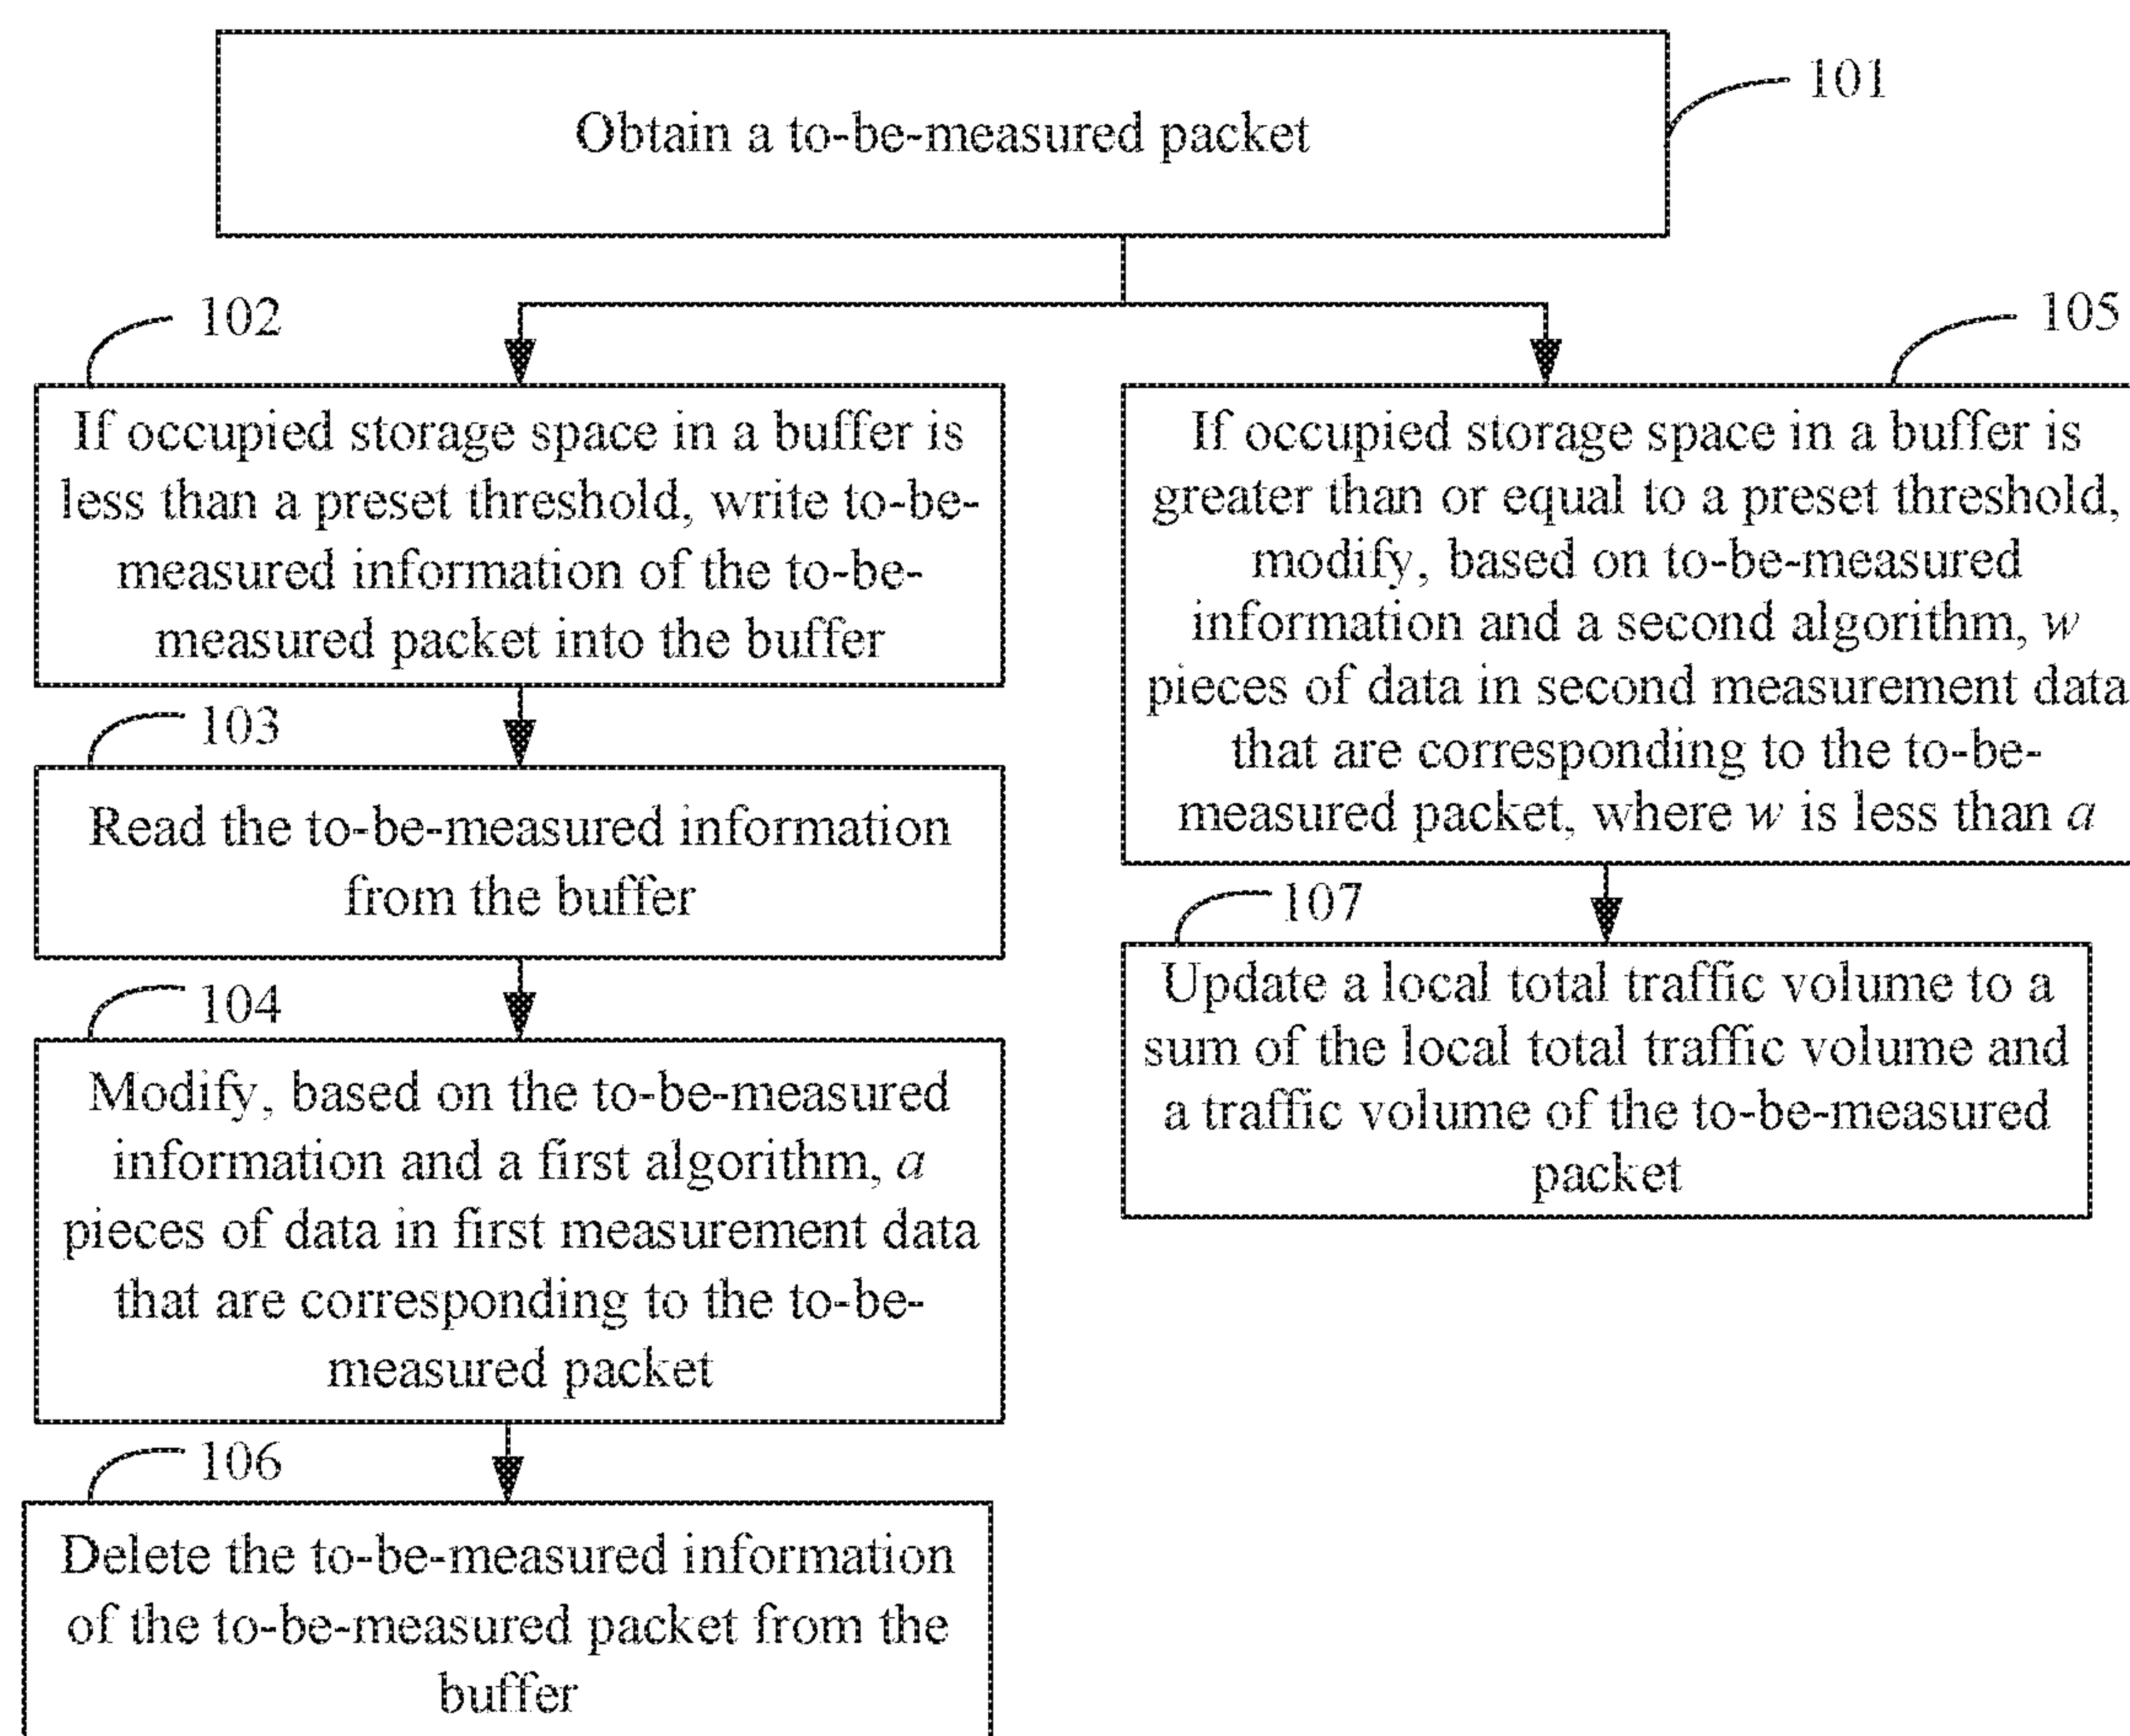 Obtain a to-be-measured packet
101
102
If occupied storage space in a buffer is
less than a preset threshold, write to-be-
measured information of the to-be-
measured packet into the buffer
103
Read the to-be-measured information
from the buffer
104
Modify, based on the to-be-measured
information and a first algorithm, a
pieces of data in first measurement data
that are corresponding to the to-be-
measured packet
106
Delete the to-be-measured information
of the to-be-measured packet from the
buffer
105
If occupied storage space in a buffer is
greater than or equal to a preset threshold,
modify, based on to-be-measured
information and a second algorithm, w
pieces of data in second measurement data
that are corresponding to the to-be-
measured packet, where w is less than a
107
Update a local total traffic volume to a
sum of the local total traffic volume and
a traffic volume of the to-be-measured
packet